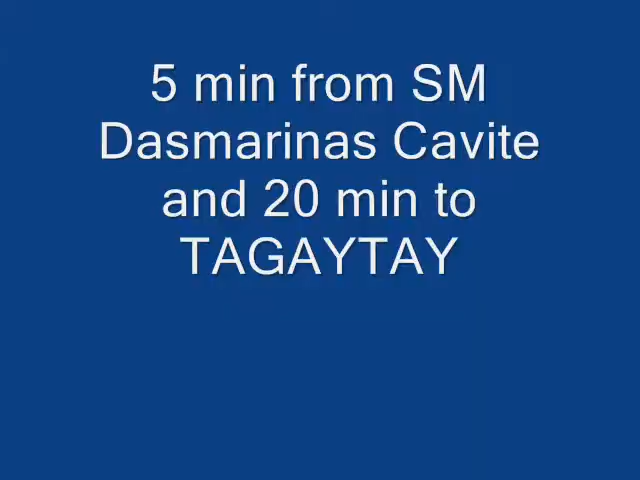 5 min from SM
Dasmarinas Cavite
and 20 min to
TAGAYTAY